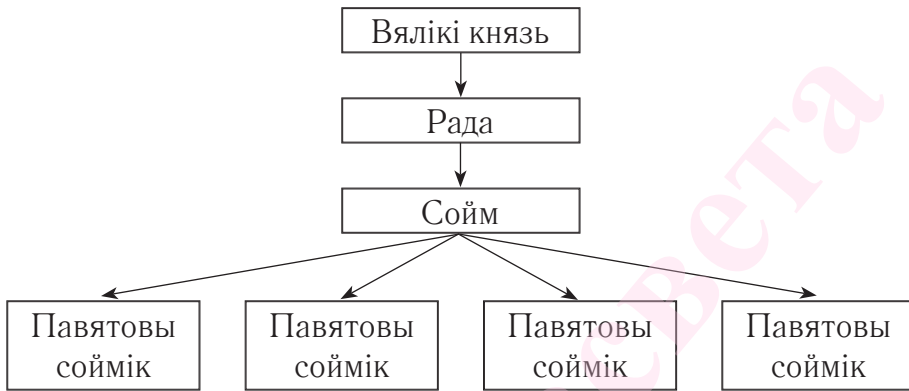 Вялікі князь
Рада
Сойм
Павятовы
соймік
Павятовы
соймік
Павятовы
соймік
Павятовы
соймік